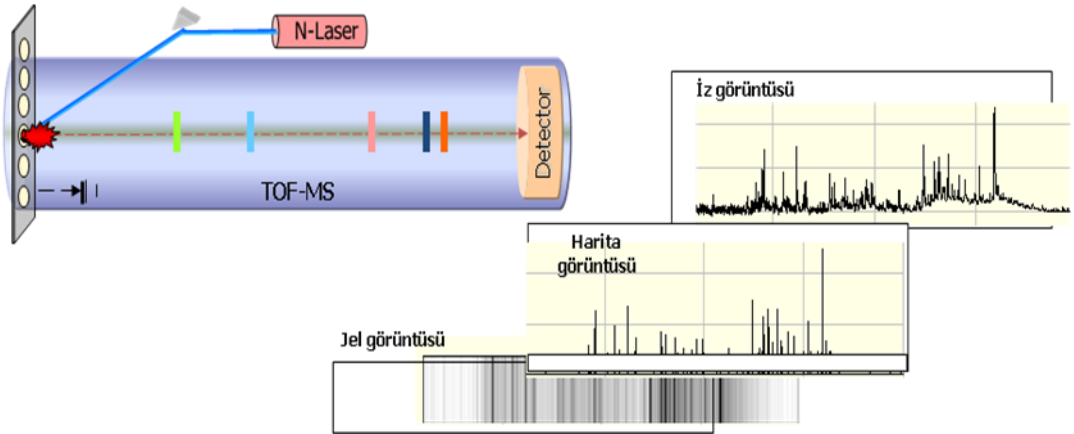 N-Laser
Detector
TOF-MS
İz görüntüsü
Harita
görüntüsü
Jel görüntüsü